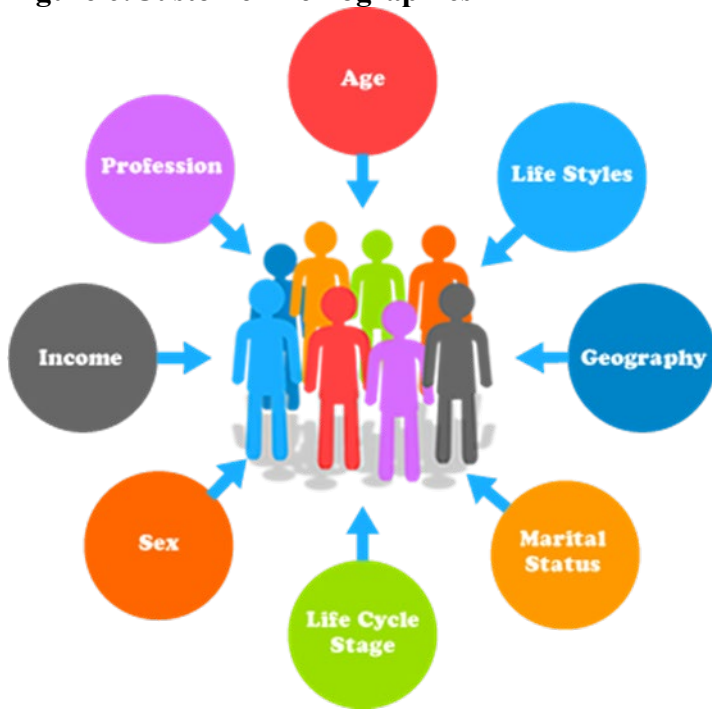 Age
Profession
Life Styles
Income
Geography
Sex
Marital
Status
Life Cycle
Stage